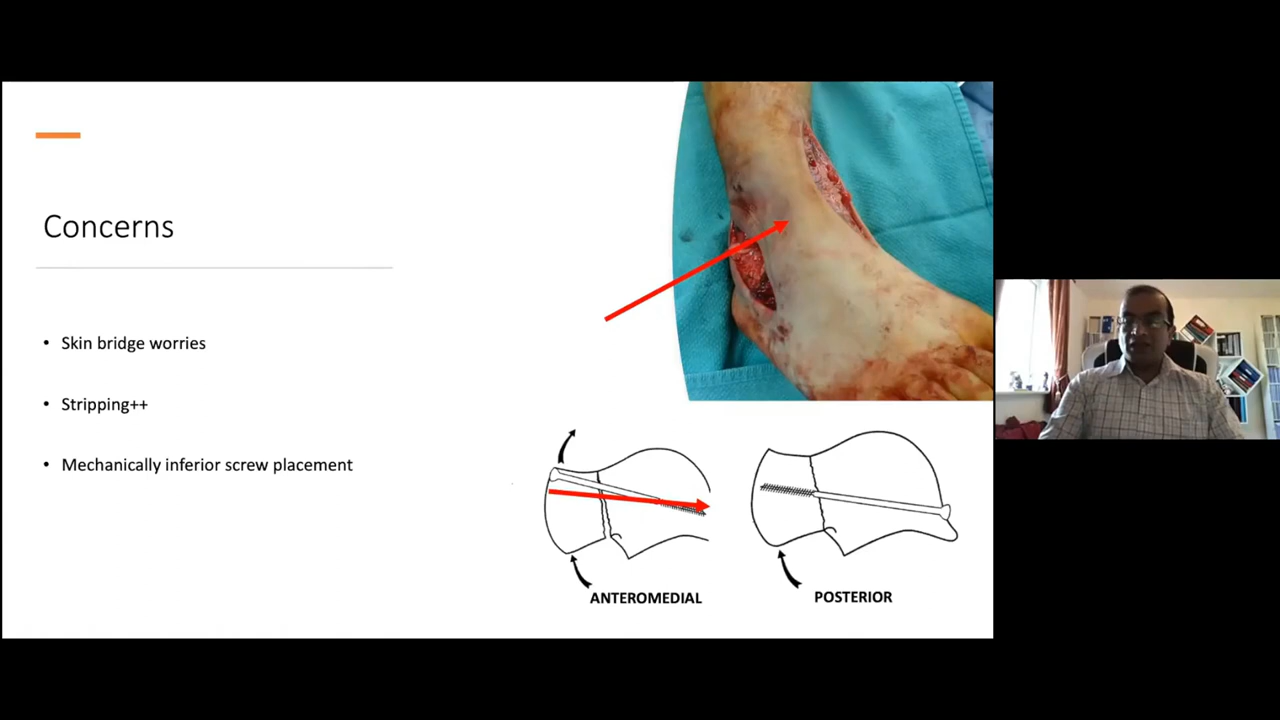 Concerns
• Skin bridge worries
• Stripping++
• Mechanically inferior screw placement
ANTEROMEDIAL
POSTERIOR